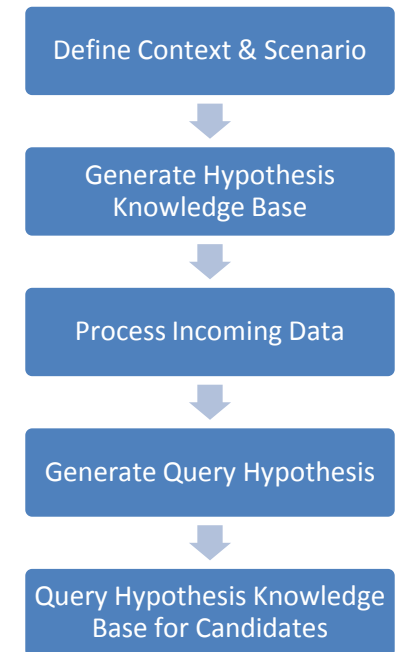 Define Context & Scenario
Generate Hypothesis
Knowledge Base
Process Incoming Data
Generate Query Hypothesis
Query Hypothesis Knowledge
Base for Candidates